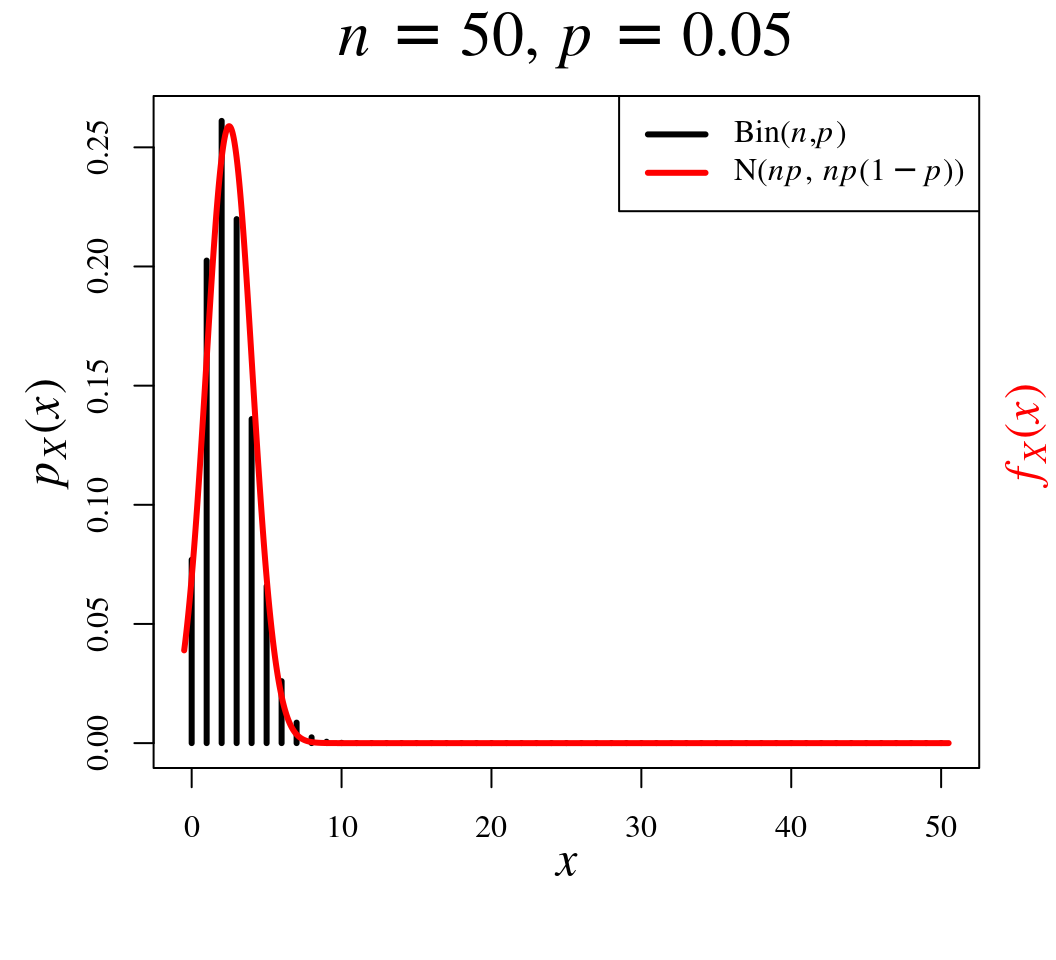 n = 50, p = 0.05
Bin(n,p)
N(np, np(1 − p))
0.25
0.20
0.15
0.10
0.05
0.00
p_X(x)
f_X(x)
0 10 20 30 40 50
x